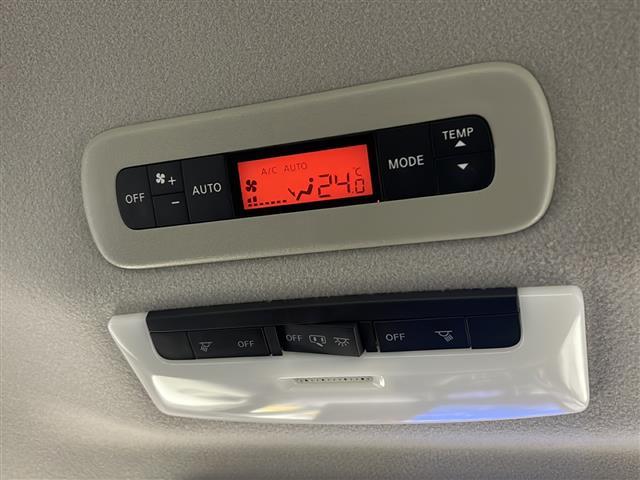 TEMP
A/C AUTO
OFF + - AUTO 24.0 °C MODE
OFF OFF OFF